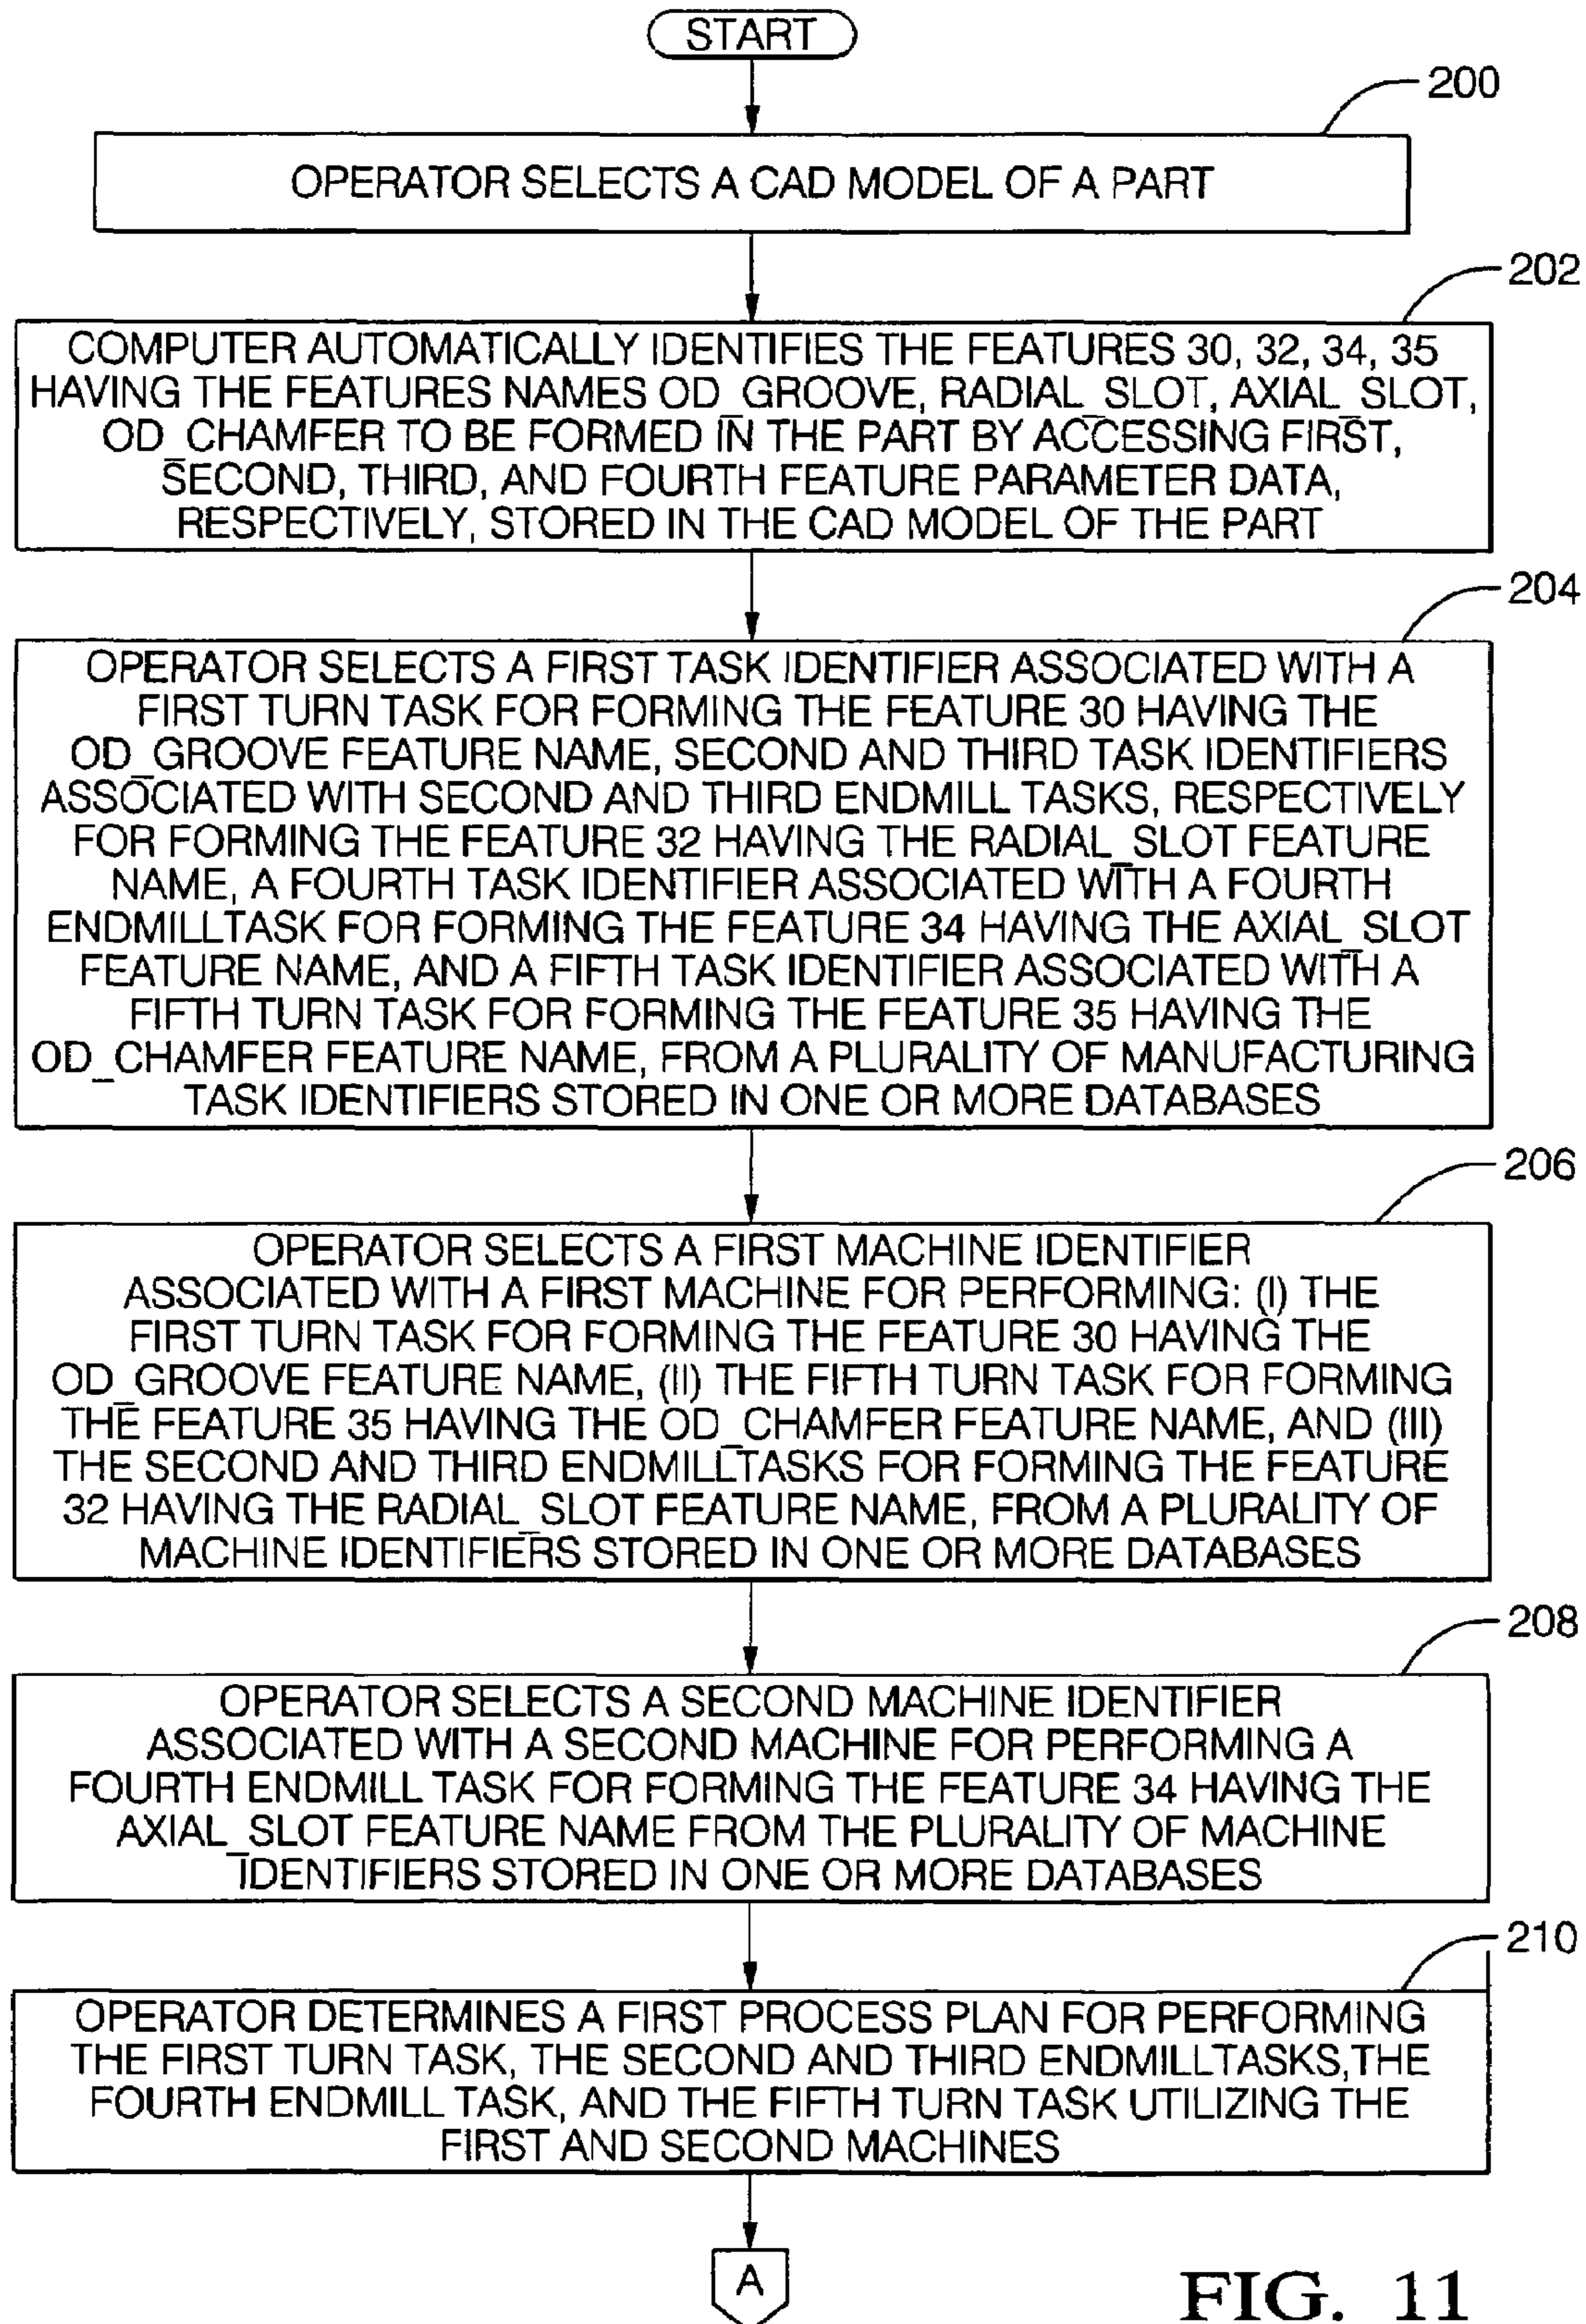 START
200
OPERATOR SELECTS A CAD MODEL OF A PART
202
COMPUTER AUTOMATICALLY IDENTIFIES THE FEATURES 30, 32, 34, 35
HAVING THE FEATURES NAMES OD_GROOVE, RADIAL_SLOT, AXIAL_SLOT,
OD_CHAMFER TO BE FORMED IN THE PART BY ACCESSING FIRST,
SECOND, THIRD, AND FOURTH FEATURE PARAMETER DATA,
RESPECTIVELY, STORED IN THE CAD MODEL OF THE PART
204
OPERATOR SELECTS A FIRST TASK IDENTIFIER ASSOCIATED WITH A
FIRST TURN TASK FOR FORMING THE FEATURE 30 HAVING THE
OD_GROOVE FEATURE NAME, SECOND AND THIRD TASK IDENTIFIERS
ASSOCIATED WITH SECOND AND THIRD ENDMILL TASKS, RESPECTIVELY
FOR FORMING THE FEATURE 32 HAVING THE RADIAL_SLOT FEATURE
NAME, A FOURTH TASK IDENTIFIER ASSOCIATED WITH A FOURTH
ENDMILLTASK FOR FORMING THE FEATURE 34 HAVING THE AXIAL_SLOT
FEATURE NAME, AND A FIFTH TASK IDENTIFIER ASSOCIATED WITH A
FIFTH TURN TASK FOR FORMING THE FEATURE 35 HAVING THE
OD_CHAMFER FEATURE NAME, FROM A PLURALITY OF MANUFACTURING
TASK IDENTIFIERS STORED IN ONE OR MORE DATABASES
206
OPERATOR SELECTS A FIRST MACHINE IDENTIFIER
ASSOCIATED WITH A FIRST MACHINE FOR PERFORMING: (I) THE
FIRST TURN TASK FOR FORMING THE FEATURE 30 HAVING THE
OD_GROOVE FEATURE NAME, (II) THE FIFTH TURN TASK FOR FORMING
THE FEATURE 35 HAVING THE OD_CHAMFER FEATURE NAME, AND (III)
THE SECOND AND THIRD ENDMILLTASKS FOR FORMING THE FEATURE
32 HAVING THE RADIAL_SLOT FEATURE NAME, FROM A PLURALITY OF
MACHINE IDENTIFIERS STORED IN ONE OR MORE DATABASES
208
OPERATOR SELECTS A SECOND MACHINE IDENTIFIER
ASSOCIATED WITH A SECOND MACHINE FOR PERFORMING A
FOURTH ENDMILL TASK FOR FORMING THE FEATURE 34 HAVING THE
AXIAL_SLOT FEATURE NAME FROM THE PLURALITY OF MACHINE
IDENTIFIERS STORED IN ONE OR MORE DATABASES
210
OPERATOR DETERMINES A FIRST PROCESS PLAN FOR PERFORMING
THE FIRST TURN TASK, THE SECOND AND THIRD ENDMILLTASKS,THE
FOURTH ENDMILL TASK, AND THE FIFTH TURN TASK UTILIZING THE
FIRST AND SECOND MACHINES
A
FIG. 11